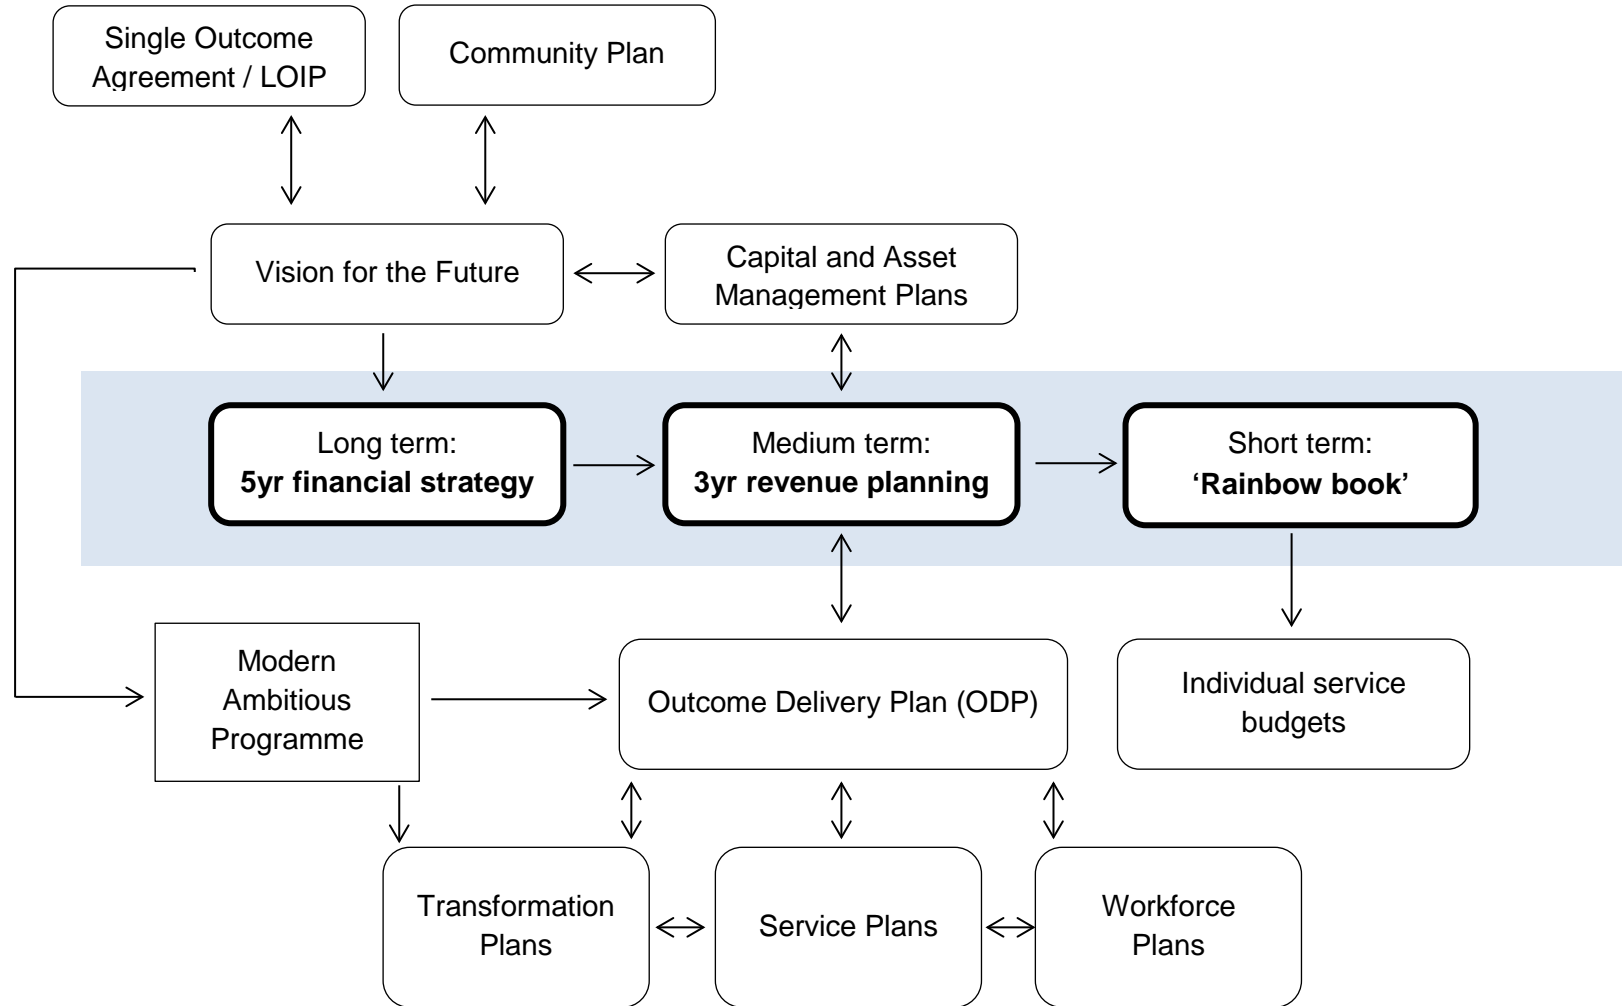 Single Outcome
Agreement / LOIP
Community Plan
Vision for the Future
Capital and Asset
Management Plans
Long term:
5yr financial strategy
Medium term:
3yr revenue planning
Short term:
‘Rainbow book’
Modern
Ambitious
Programme
Outcome Delivery Plan (ODP)
Individual service
budgets
Transformation
Plans
Service Plans
Workforce
Plans